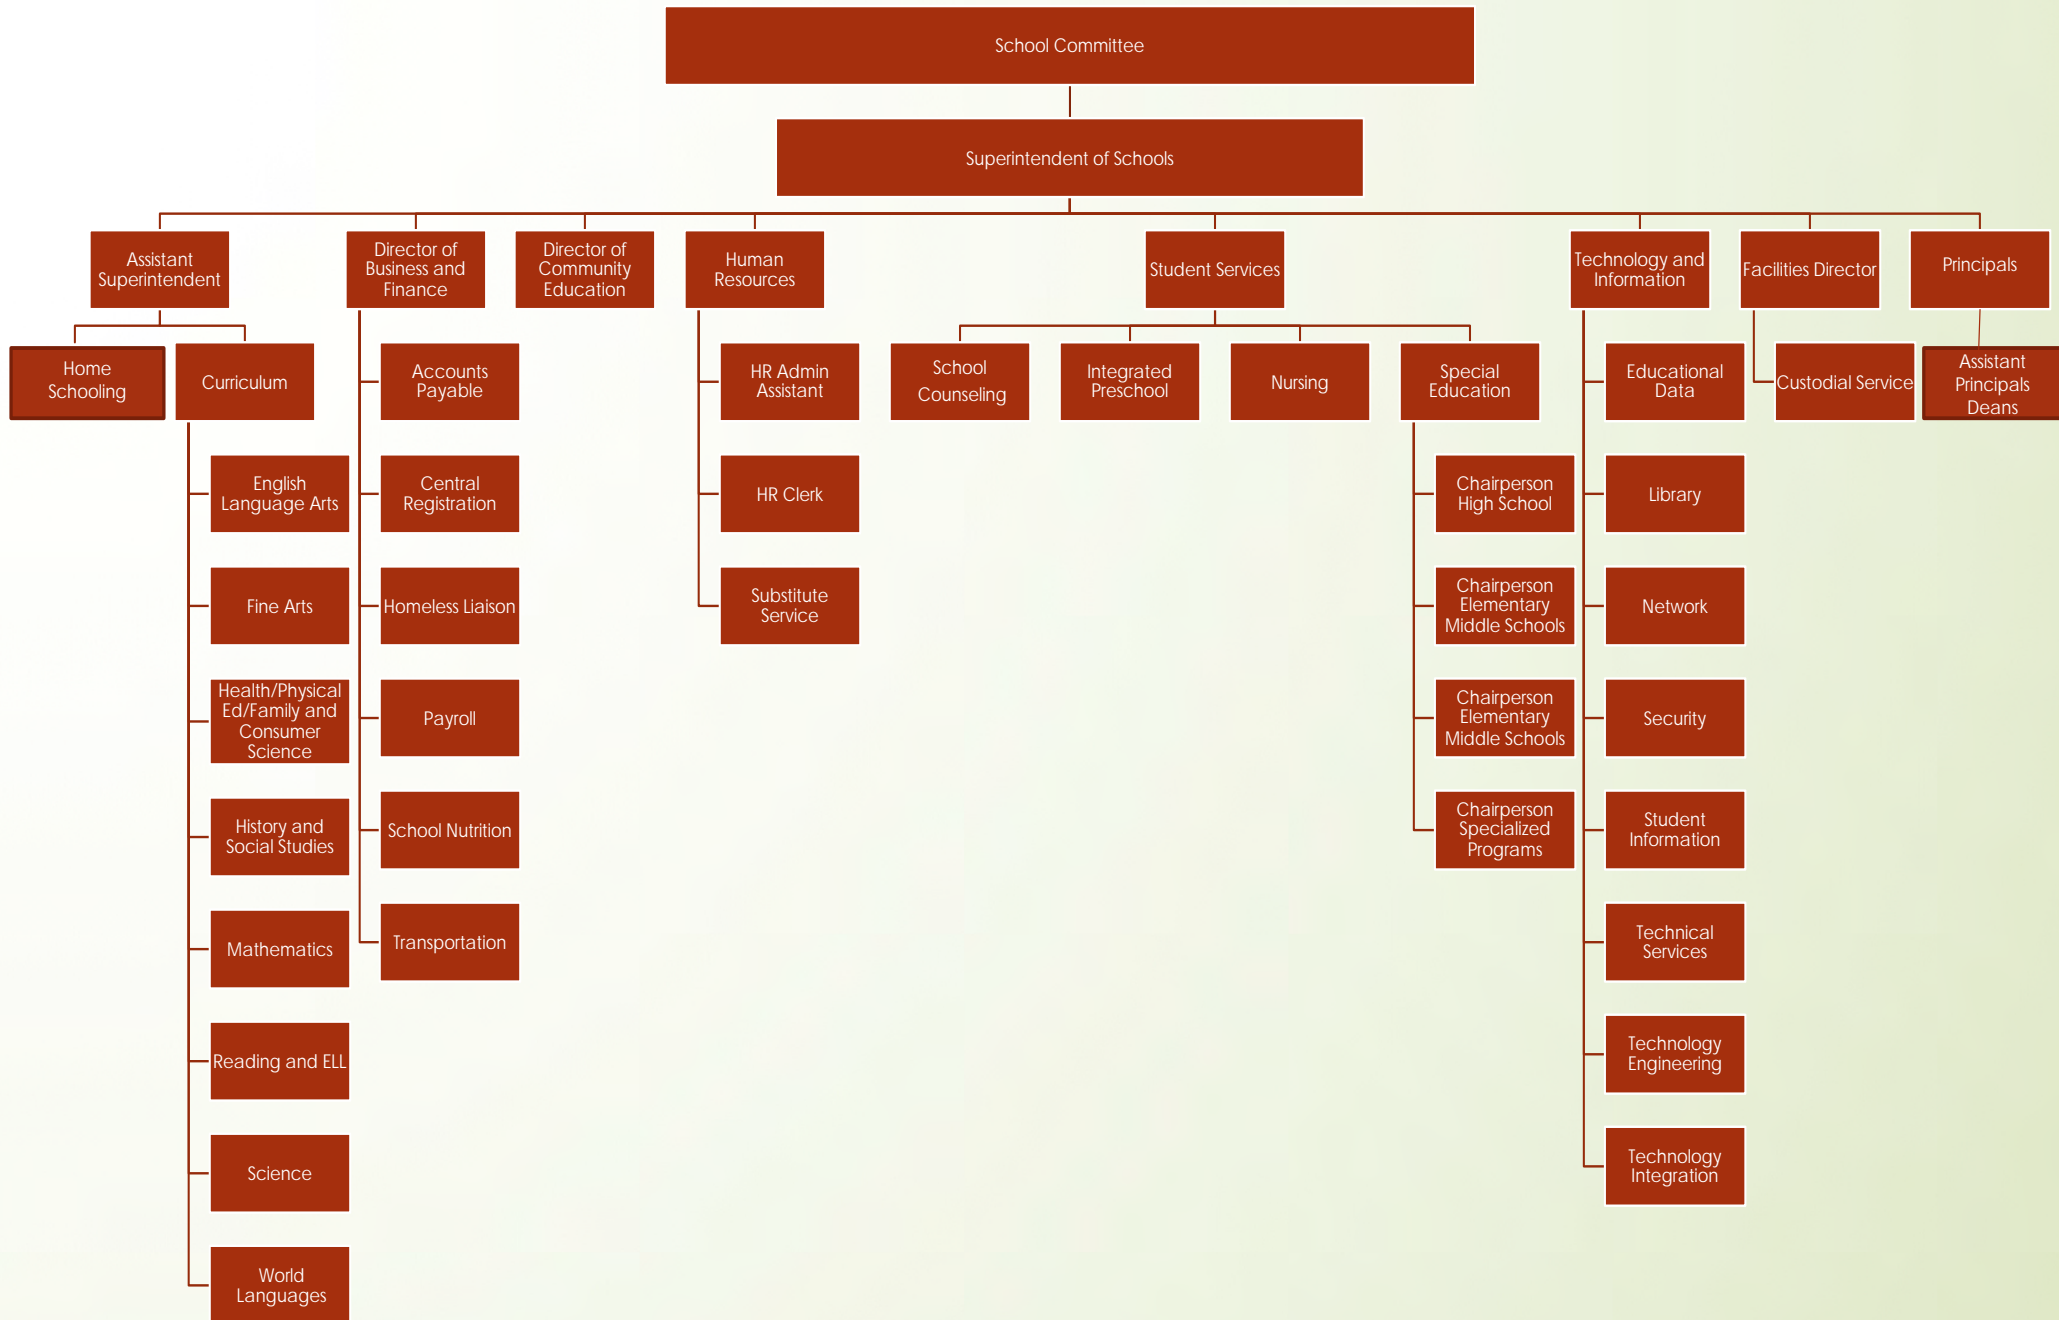 School Committee
Superintendent of Schools
Assistant
Superintendent
Director of
Business and
Finance
Director of
Community
Education
Human
Resources
Student Services
Technology and
Information
Facilities Director
Principals
Home
Schooling
Curriculum
English
Language Arts
Fine Arts
Health/Physical
Ed/Family and
Consumer
Science
History and
Social Studies
Mathematics
Reading and ELL
Science
World
Languages
Accounts
Payable
Central
Registration
Homeless Liaison
Payroll
School Nutrition
Transportation
HR Admin
Assistant
HR Clerk
Substitute
Service
School
Counseling
Integrated
Preschool
Nursing
Special
Education
Chairperson
High School
Chairperson
Elementary
Middle Schools
Chairperson
Elementary
Middle Schools
Chairperson
Specialized
Programs
Educational
Data
Library
Network
Security
Student
Information
Technical
Services
Technology
Engineering
Technology
Integration
Custodial Service
Assistant
Principals
Deans